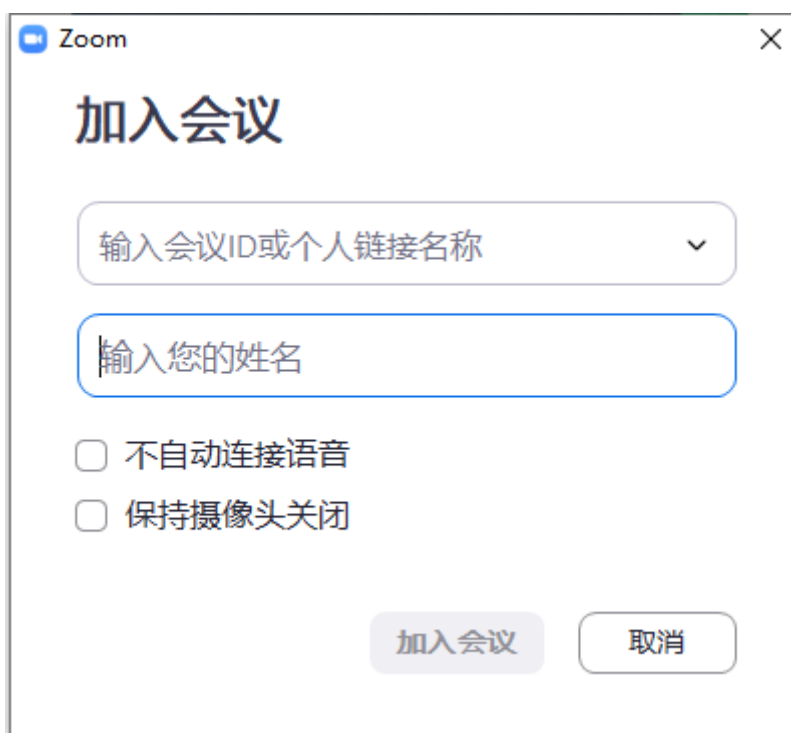 Zoom
加入会议
输入会议ID或个人链接名称
输入您的姓名
不自动连接语音
保持摄像头关闭
加入会议 取消